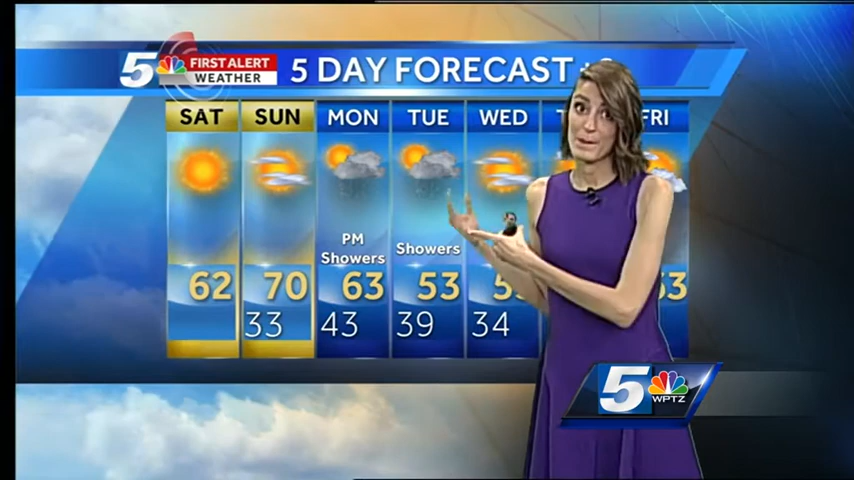 5 FIRST ALERT
WEATHER
5 DAY FORECAST
SAT SUN MON TUE WED FRI
PM
Showers
Showers
62 70 63 53
33 43 39 34
5
WPTZ